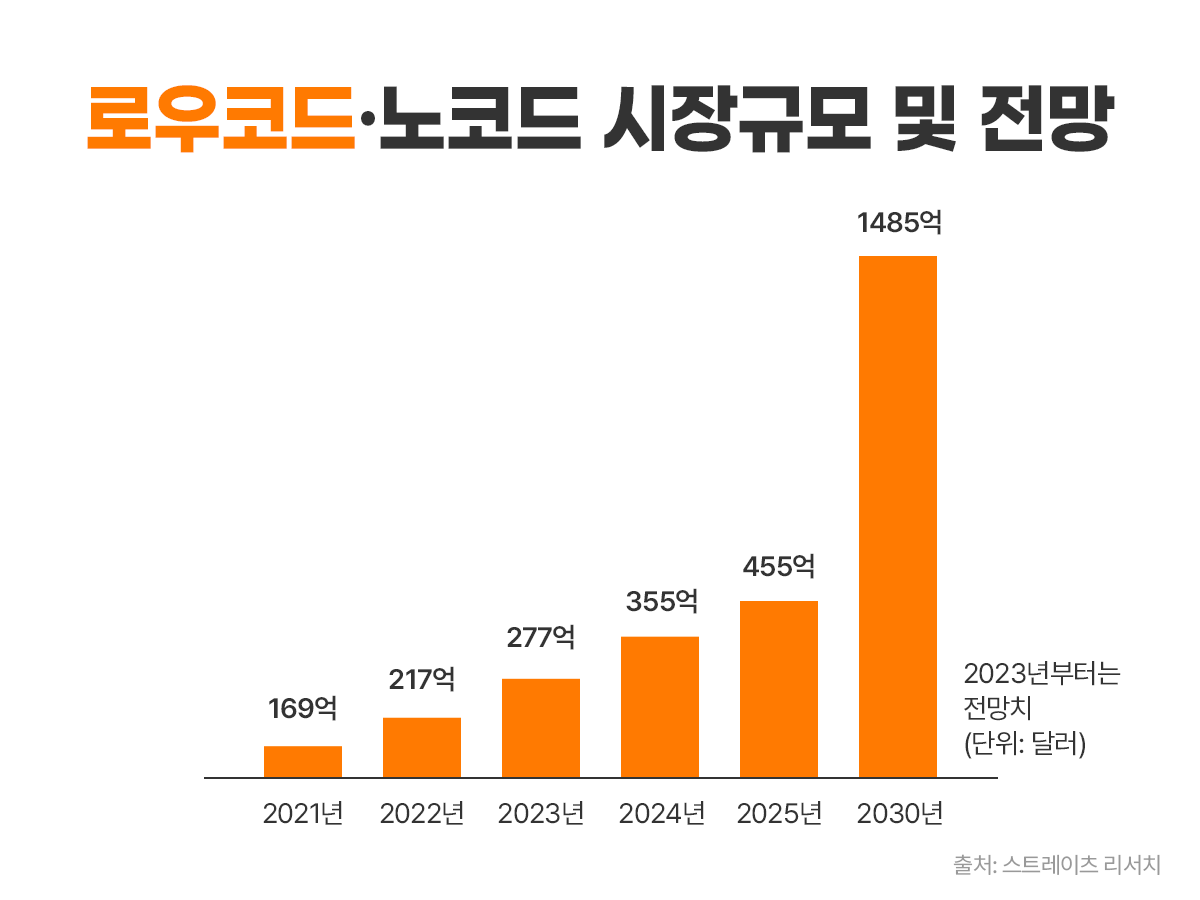 로우코드·노코드 시장규모 및 전망
169억
217억
277억
355억
455억
1485억
2023년부터는
전망치
(단위: 달러)
2021년 2022년 2023년 2024년 2025년 2030년
출처: 스트레이츠 리서치